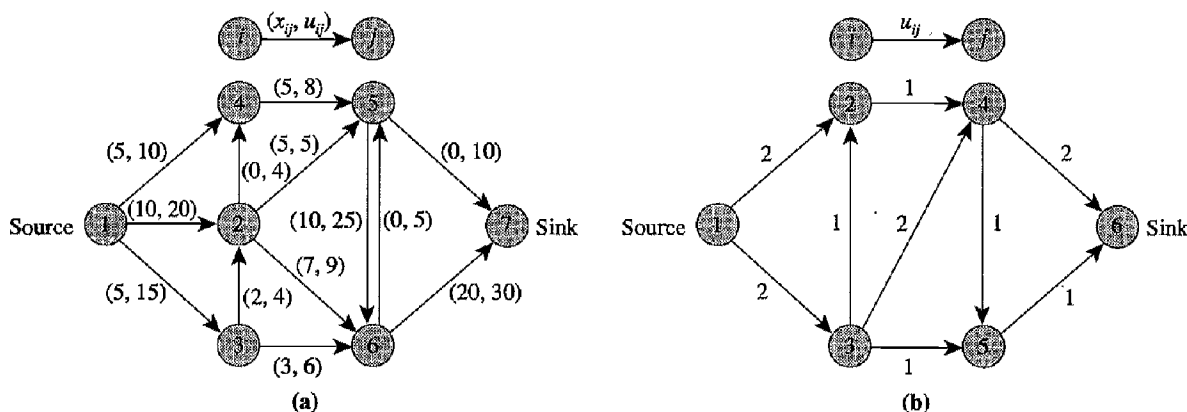 (x_ij, u_ij)
i
j
4
(5, 8)
5
(5, 10)
(5, 5)
(0, 10)
(0, 4)
Source
1
(10, 20)
2
(10, 25)
(0, 5)
7
Sink
(7, 9)
(5, 15)
(2, 4)
(20, 30)
3
(3, 6)
6
(a)
u_ij
i
j
2
1
4
2
2
Source
1
1
2
1
6
Sink
2
1
3
1
5
(b)